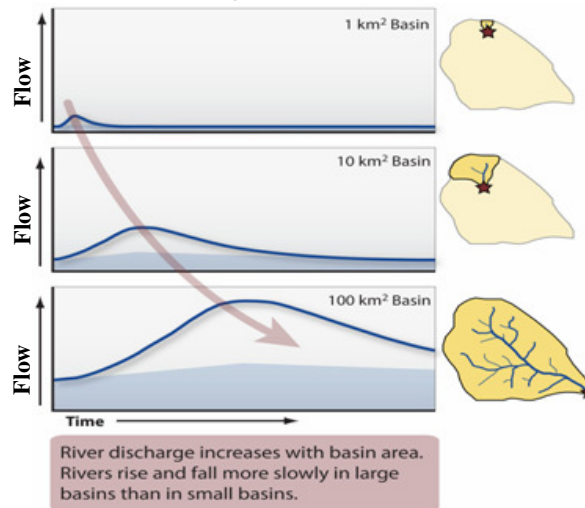 1 km² Basin
Flow
10 km² Basin
Flow
100 km² Basin
Flow
Time
River discharge increases with basin area.
Rivers rise and fall more slowly in large
basins than in small basins.